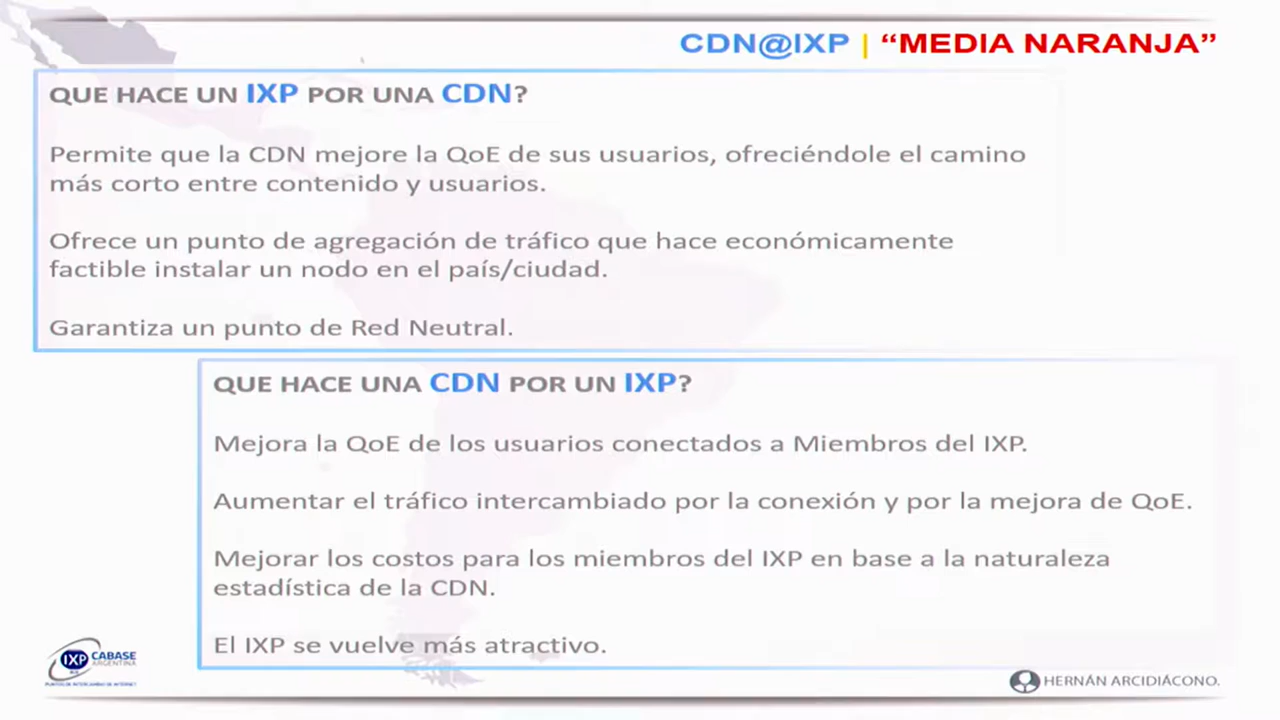 CDN@IXP | “MEDIA NARANJA”
QUE HACE UN IXP POR UNA CDN?
Permite que la CDN mejore la QoE de sus usuarios, ofreciéndole el camino
más corto entre contenido y usuarios.
Ofrece un punto de agregación de tráfico que hace económicamente
factible instalar un nodo en el país/ciudad.
Garantiza un punto de Red Neutral.
QUE HACE UNA CDN POR UN IXP?
Mejora la QoE de los usuarios conectados a Miembros del IXP.
Aumentar el tráfico intercambiado por la conexión y por la mejora de QoE.
Mejorar los costos para los miembros del IXP en base a la naturaleza
estadística de la CDN.
El IXP se vuelve más atractivo.
IXP CABASE
ARGENTINA
PUNTOS DE INTERCAMBIO DE INTERNET
HERNÁN ARCIDIÁCONO.